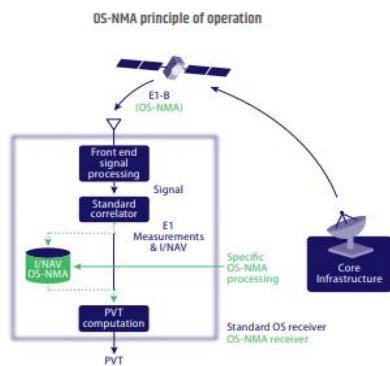 OS-NMA principle of operation
E1-B
(OS-NMA)
Front end
signal
processing
Signal
Standard
correlator
E1
Measurements
& I/NAV
I/NAV
OS-NMA
Specific
OS-NMA
processing
Core
Infrastructure
PVT
computation
Standard OS receiver
OS-NMA receiver
PVT